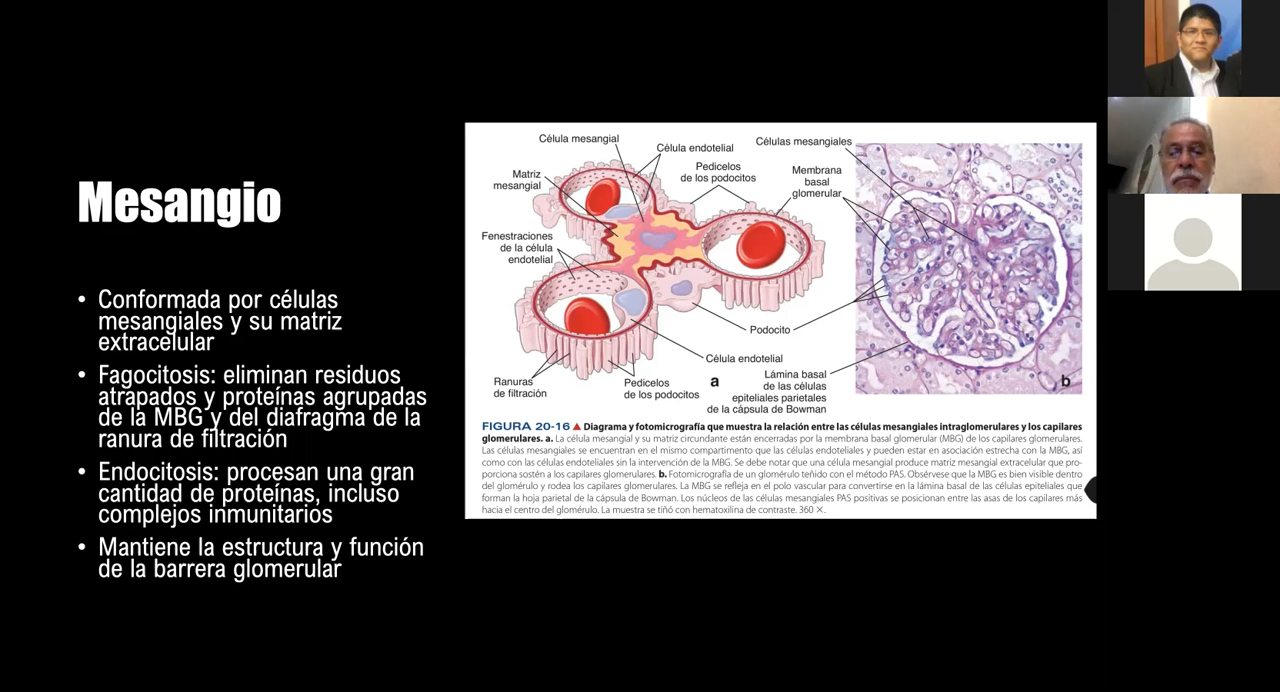 Mesangio
• Conformada por células
mesangiales y su matriz
extracelular
• Fagocitosis: eliminan residuos
atrapados y proteínas agrupadas
de la MBG y del diafragma de la
ranura de filtración
• Endocitosis: procesan una gran
cantidad de proteínas, incluso
complejos inmunitarios
• Mantiene la estructura y función
de la barrera glomerular
Célula mesangial
Célula endotelial
Matriz
mesangial
Pedicelos
de los podocitos
Células mesangiales
Membrana
basal
glomerular
Fenestraciones
de la célula
endotelial
Podocito
Célula endotelial
Ranuras
de filtración
Pedicelos
de los podocitos
a
Lámina basal
de las células
epiteliales parietales
de la cápsula de Bowman
b
FIGURA 20-16 ▲ Diagrama y fotomicrografía que muestra la relación entre las células mesangiales intraglomerulares y los capilares
glomerulares. a. La célula mesangial y su matriz circundante están encerradas por la membrana basal glomerular (MBG) de los capilares glomerulares.
Las células mesangiales se encuentran en el mismo compartimento que las células endoteliales y pueden estar en asociación estrecha con la MBG, así
como con las células endoteliales sin la intervención de la MBG. Se debe notar que una célula mesangial produce matriz mesangial extracelular que pro-
porciona sostén a los capilares glomerulares. b. Fotomicrografía de un glomérulo teñido con el método PAS. Obsérvese que la MBG es bien visible dentro
del glomérulo y rodea los capilares glomerulares. La MBG se refleja en el polo vascular para convertirse en la lámina basal de las células epiteliales que
forman la hoja parietal de la cápsula de Bowman. Los núcleos de las células mesangiales PAS positivas se posicionan entre las asas de los capilares más
hacia el centro del glomérulo. La muestra se tiñó con hematoxilina de contraste. 360 ×.